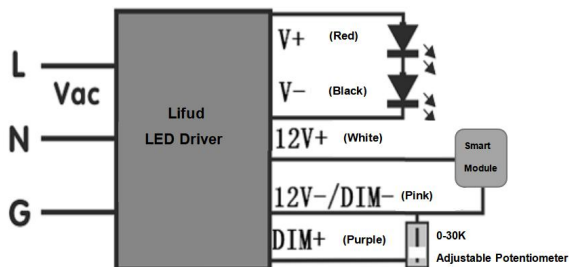 V+ (Red)
L
Vac
V- (Black)
Lifud
LED Driver
N
12V+ (White)
Smart
Module
G
12V-/DIM- (Pink)
DIM+ (Purple)
0-30K
Adjustable Potentiometer